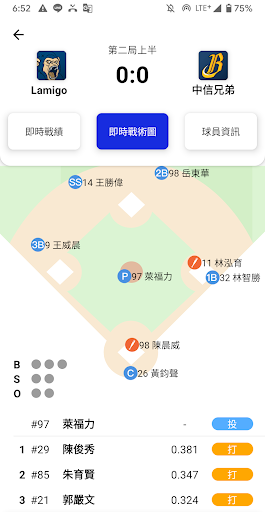 6:52 LTE+ 75%
第二局上半
0:0
Lamigo 中信兄弟
即時戰績 即時戰術圖 球員資訊
2B 98 岳東華
SS 14 王勝偉
3B 9 王威晨
11 林泓育
P 97 萊福力
1B 32 林智勝
98 陳晨威
C 26 黃鈞聲
B
S
O
#97 萊福力 - 投
1 #29 陳俊秀 0.381 打
2 #85 朱育賢 0.347 打
3 #21 郭嚴文 0.324 打